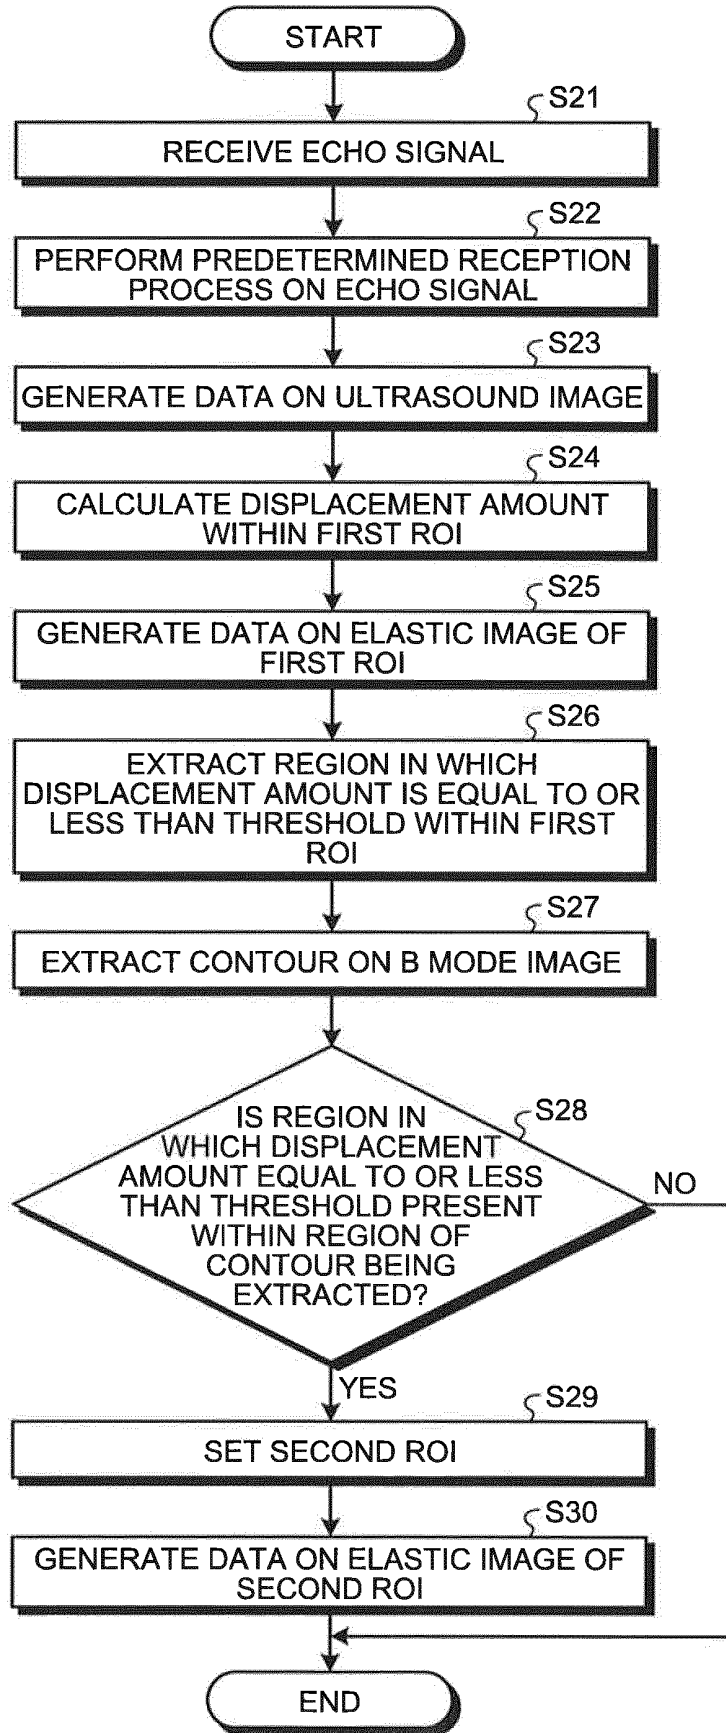 START
S21
RECEIVE ECHO SIGNAL
S22
PERFORM PREDETERMINED RECEPTION
PROCESS ON ECHO SIGNAL
S23
GENERATE DATA ON ULTRASOUND IMAGE
S24
CALCULATE DISPLACEMENT AMOUNT
WITHIN FIRST ROI
S25
GENERATE DATA ON ELASTIC IMAGE OF
FIRST ROI
S26
EXTRACT REGION IN WHICH
DISPLACEMENT AMOUNT IS EQUAL TO OR
LESS THAN THRESHOLD WITHIN FIRST
ROI
S27
EXTRACT CONTOUR ON B MODE IMAGE
S28
IS REGION IN
WHICH DISPLACEMENT
AMOUNT EQUAL TO OR LESS
THAN THRESHOLD PRESENT
WITHIN REGION OF
CONTOUR BEING
EXTRACTED?
NO
YES
S29
SET SECOND ROI
S30
GENERATE DATA ON ELASTIC IMAGE OF
SECOND ROI
END